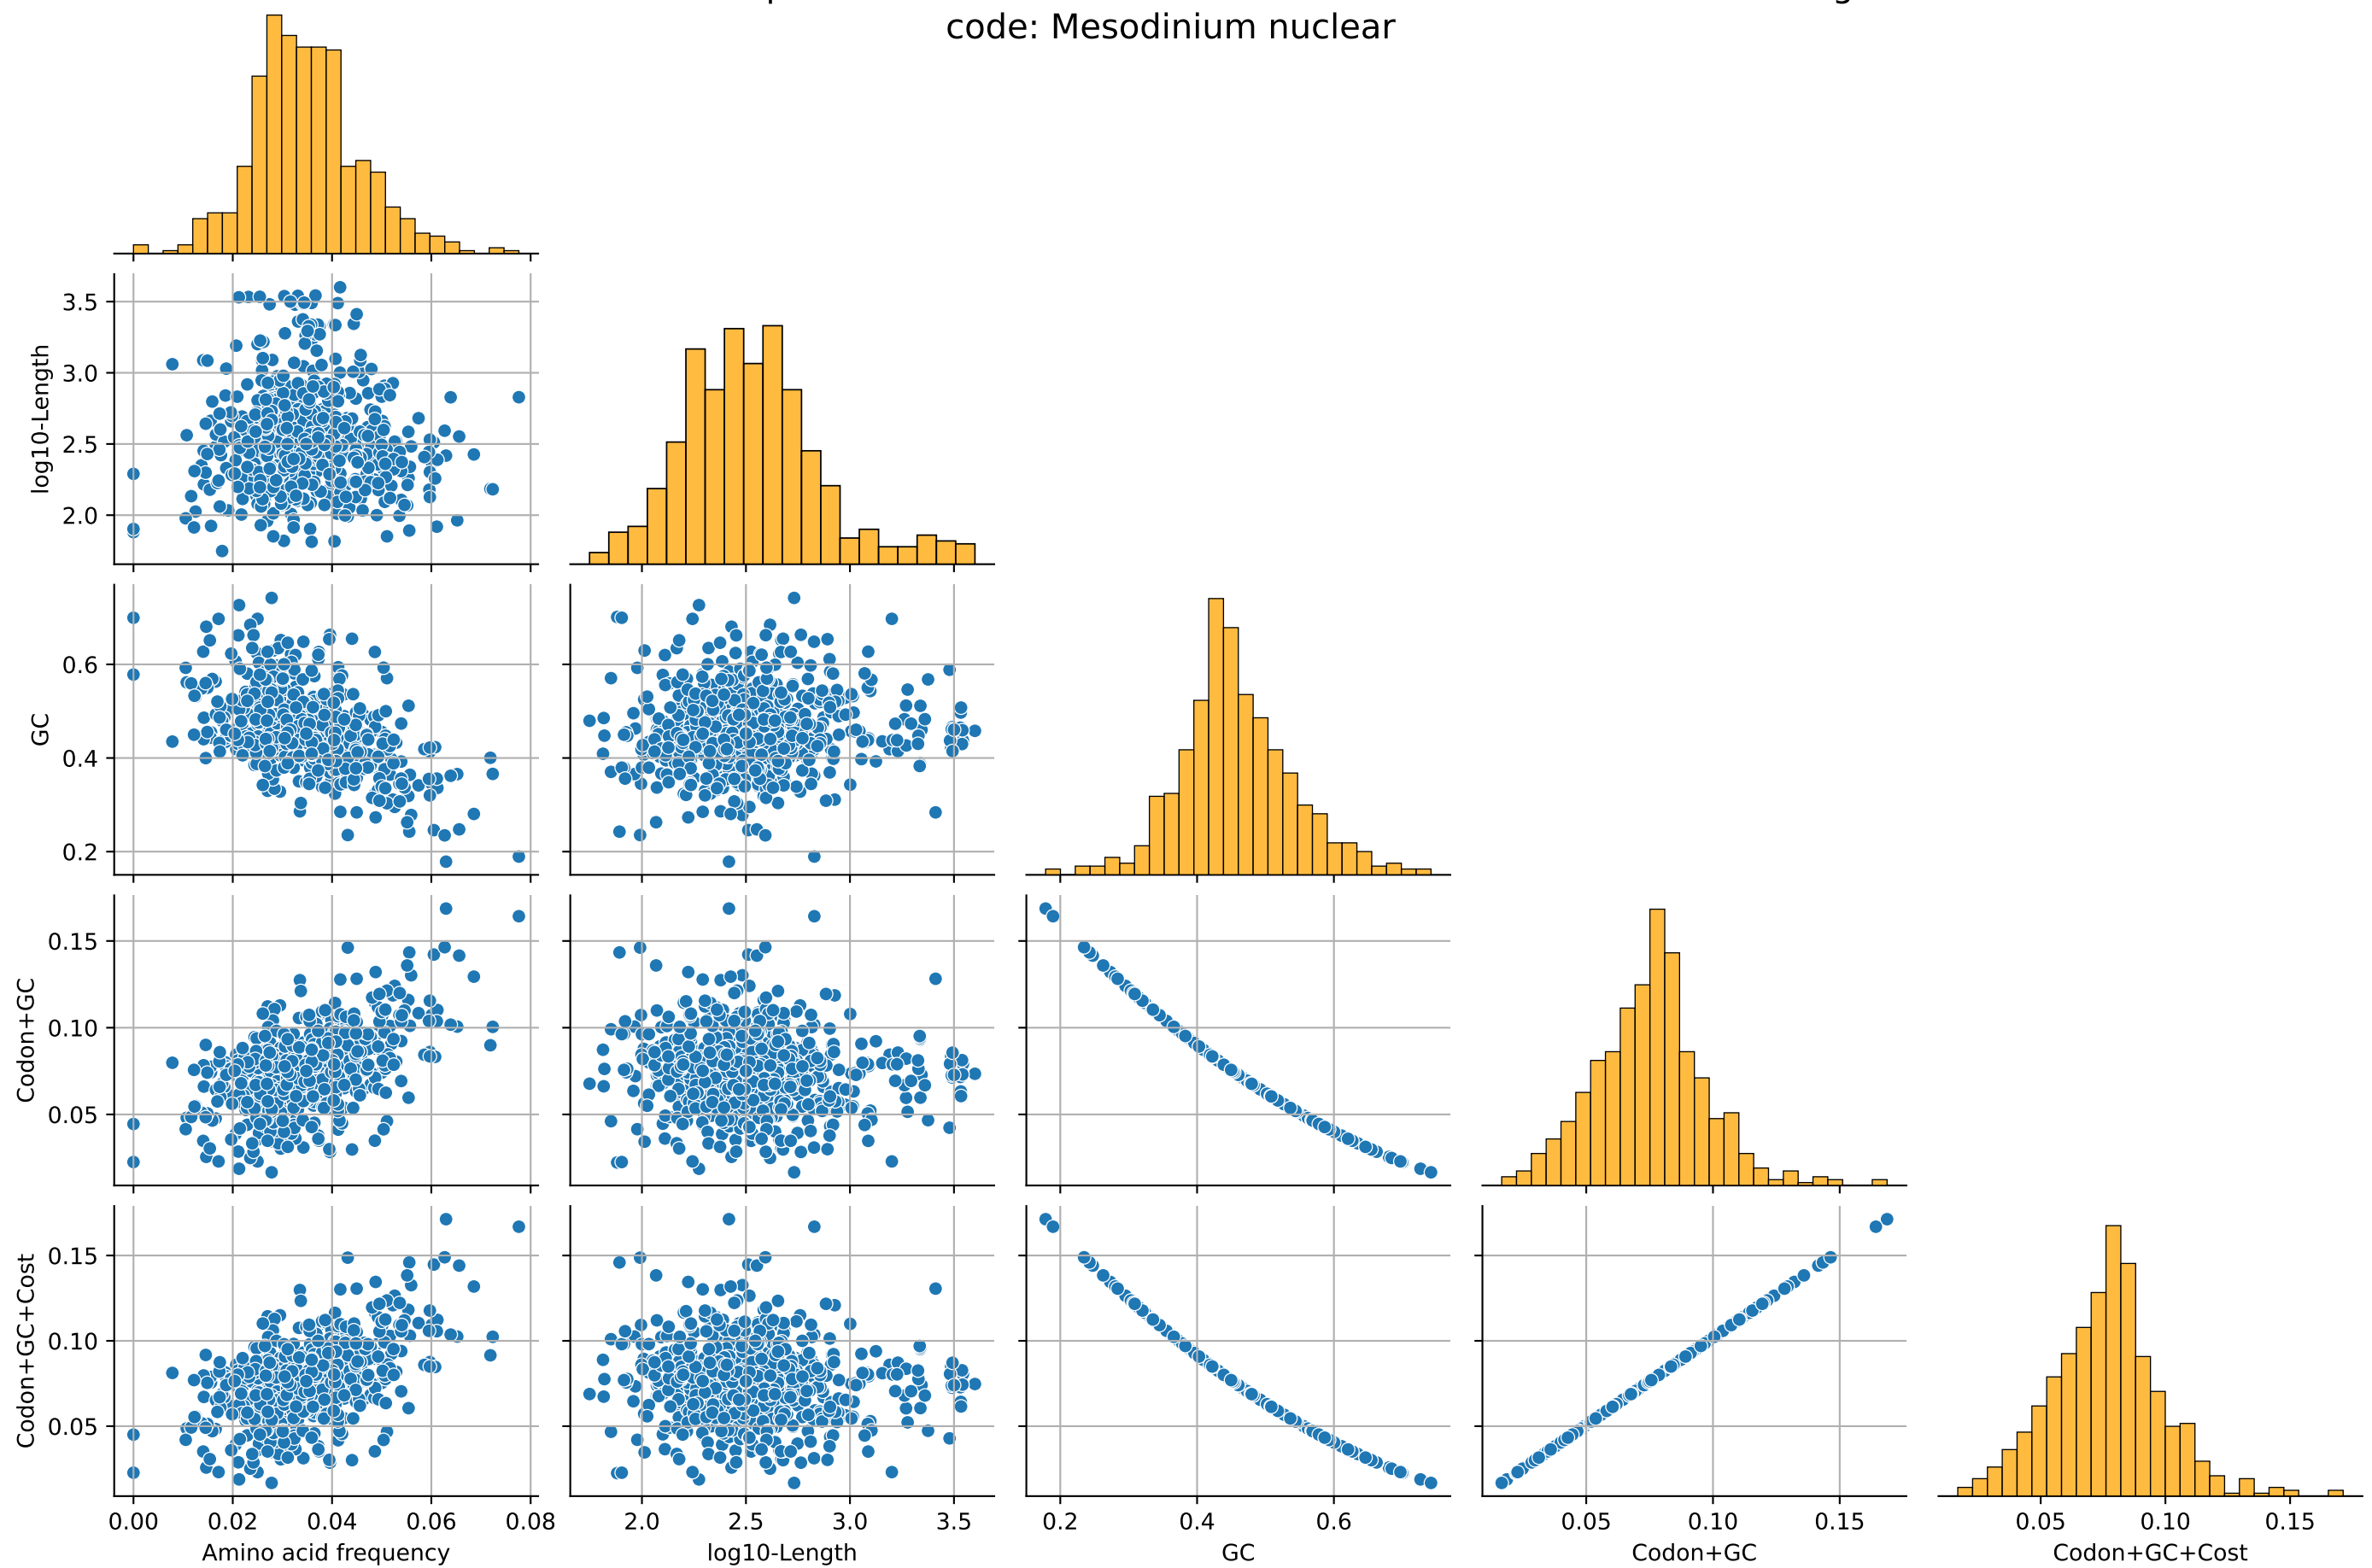 code: Mesodinium nuclear
log10-Length
3.5
3.0
2.5
2.0
GC
0.6
0.4
0.2
Codon+GC
0.15
0.10
0.05
Codon+GC+Cost
0.15
0.10
0.05
0.00 0.02 0.04 0.06 0.08
Amino acid frequency
2.0 2.5 3.0 3.5
log10-Length
0.2 0.4 0.6
GC
0.05 0.10 0.15
Codon+GC
0.05 0.10 0.15
Codon+GC+Cost